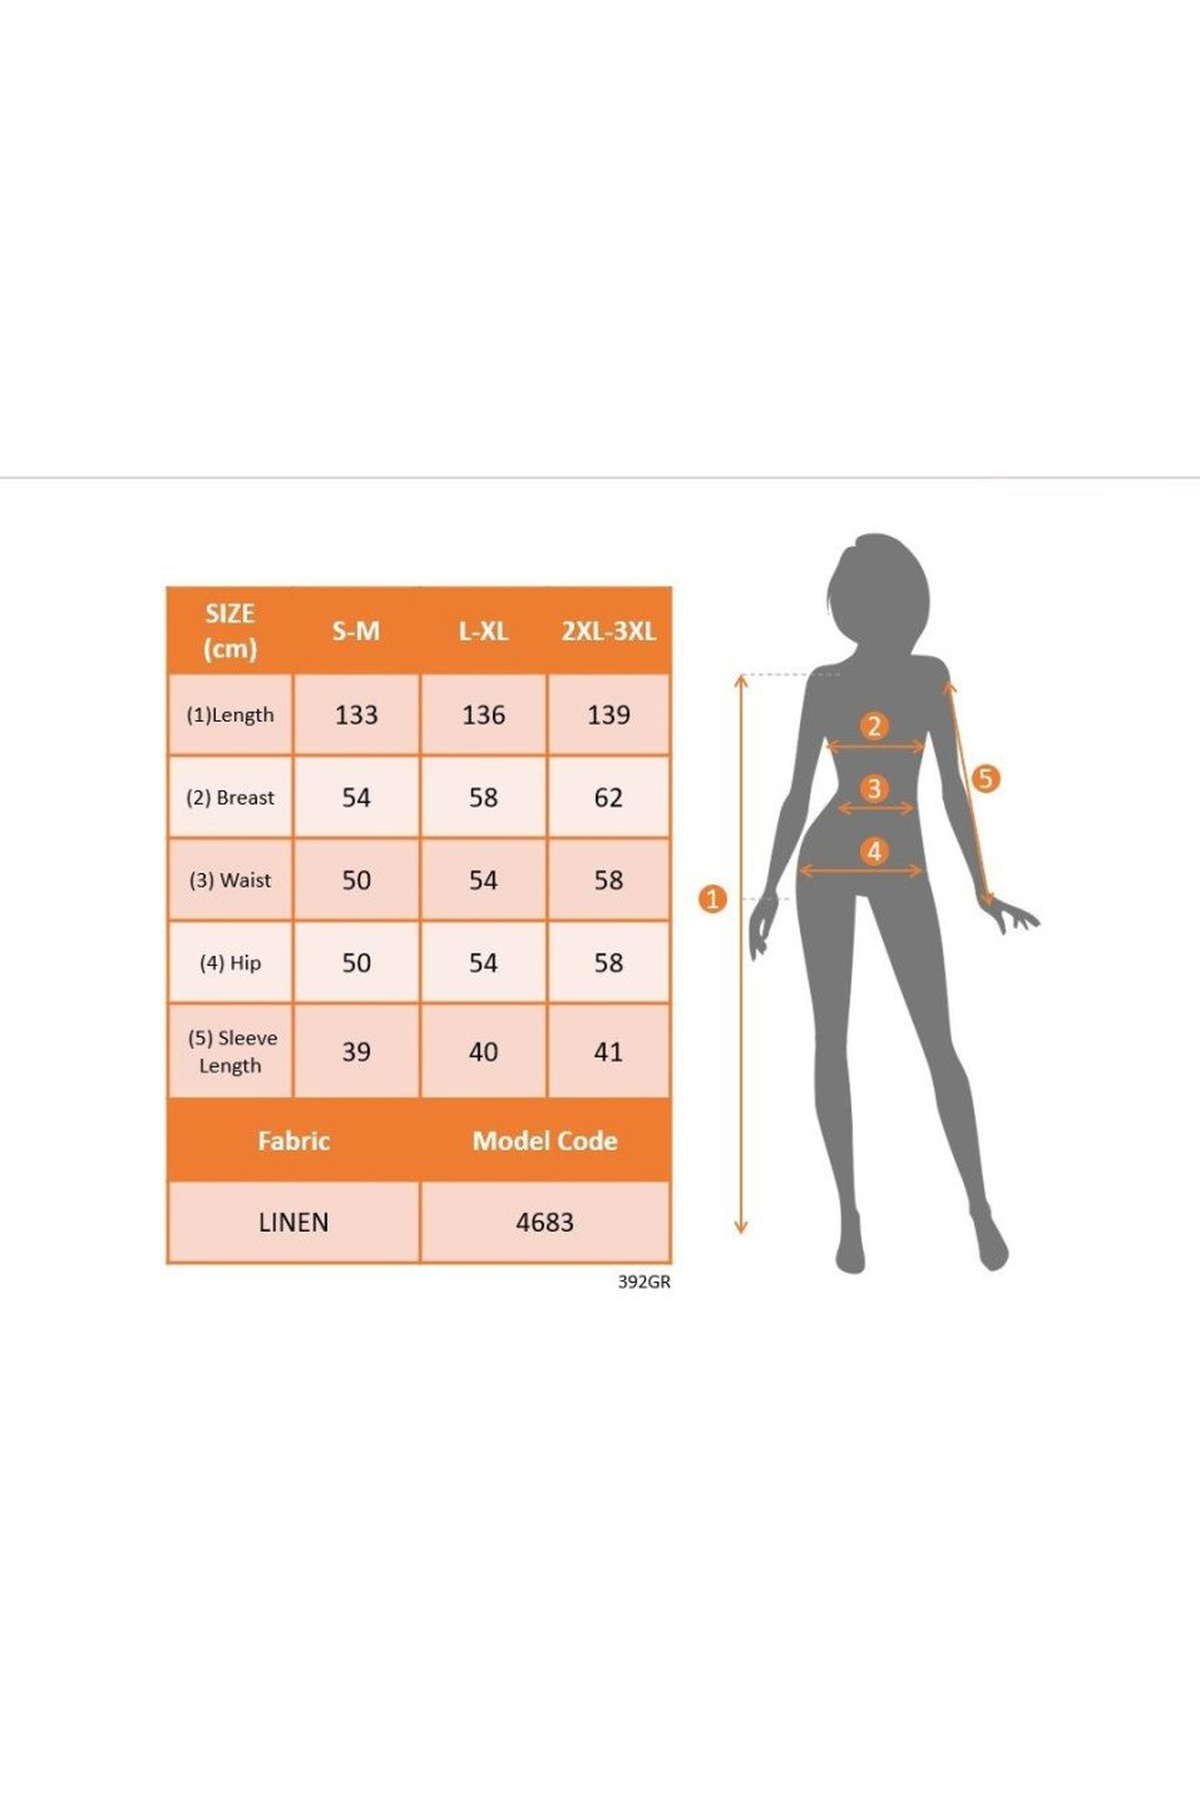 SIZE
(cm)
S-M
L-XL
2XL-3XL
(1)Length
133
136
139
(2) Breast
54
58
62
(3) Waist
50
54
58
(4) Hip
50
54
58
(5) Sleeve
Length
39
40
41
Fabric
Model Code
LINEN
4683
392GR
1
2
3
4
5